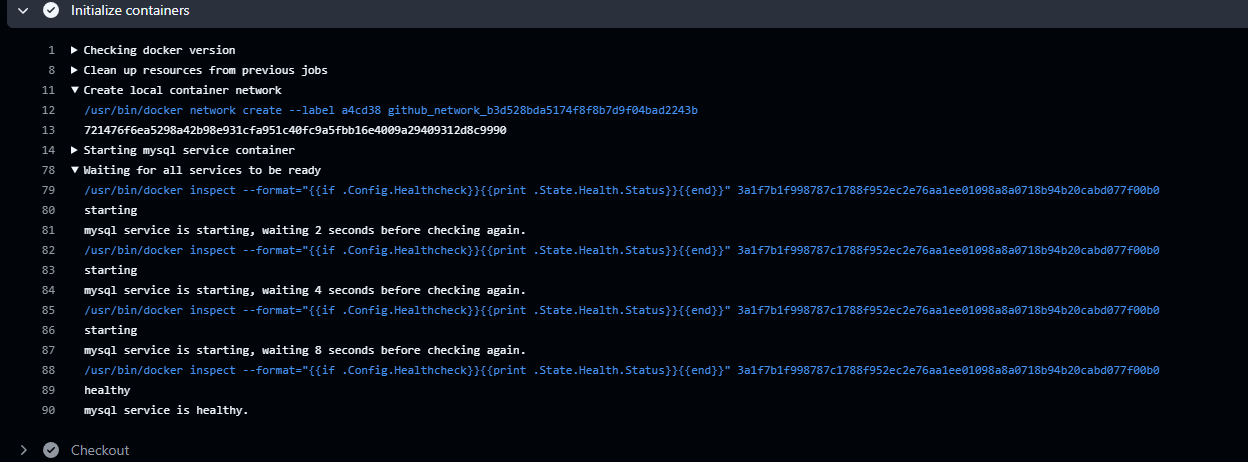 Initialize containers
1 Checking docker version
8 Clean up resources from previous jobs
11 Create local container network
12 /usr/bin/docker network create --label a4cd38 github_network_b3d528bda5174f8f8b7d9f04bad2243b
13 721476f6ea5298a42b98e931cfa951c40fc9a5fbb16e4009a29409312d8c9990
14 Starting mysql service container
78 Waiting for all services to be ready
79 /usr/bin/docker inspect --format="{{if .Config.Healthcheck}}{{print .State.Health.Status}}{{end}}" 3a1f7b1f998787c1788f952ec2e76aa1ee01098a8a0718b94b20cabd077f00b0
80 starting
81 mysql service is starting, waiting 2 seconds before checking again.
82 /usr/bin/docker inspect --format="{{if .Config.Healthcheck}}{{print .State.Health.Status}}{{end}}" 3a1f7b1f998787c1788f952ec2e76aa1ee01098a8a0718b94b20cabd077f00b0
83 starting
84 mysql service is starting, waiting 4 seconds before checking again.
85 /usr/bin/docker inspect --format="{{if .Config.Healthcheck}}{{print .State.Health.Status}}{{end}}" 3a1f7b1f998787c1788f952ec2e76aa1ee01098a8a0718b94b20cabd077f00b0
86 starting
87 mysql service is starting, waiting 8 seconds before checking again.
88 /usr/bin/docker inspect --format="{{if .Config.Healthcheck}}{{print .State.Health.Status}}{{end}}" 3a1f7b1f998787c1788f952ec2e76aa1ee01098a8a0718b94b20cabd077f00b0
89 healthy
90 mysql service is healthy.
Checkout